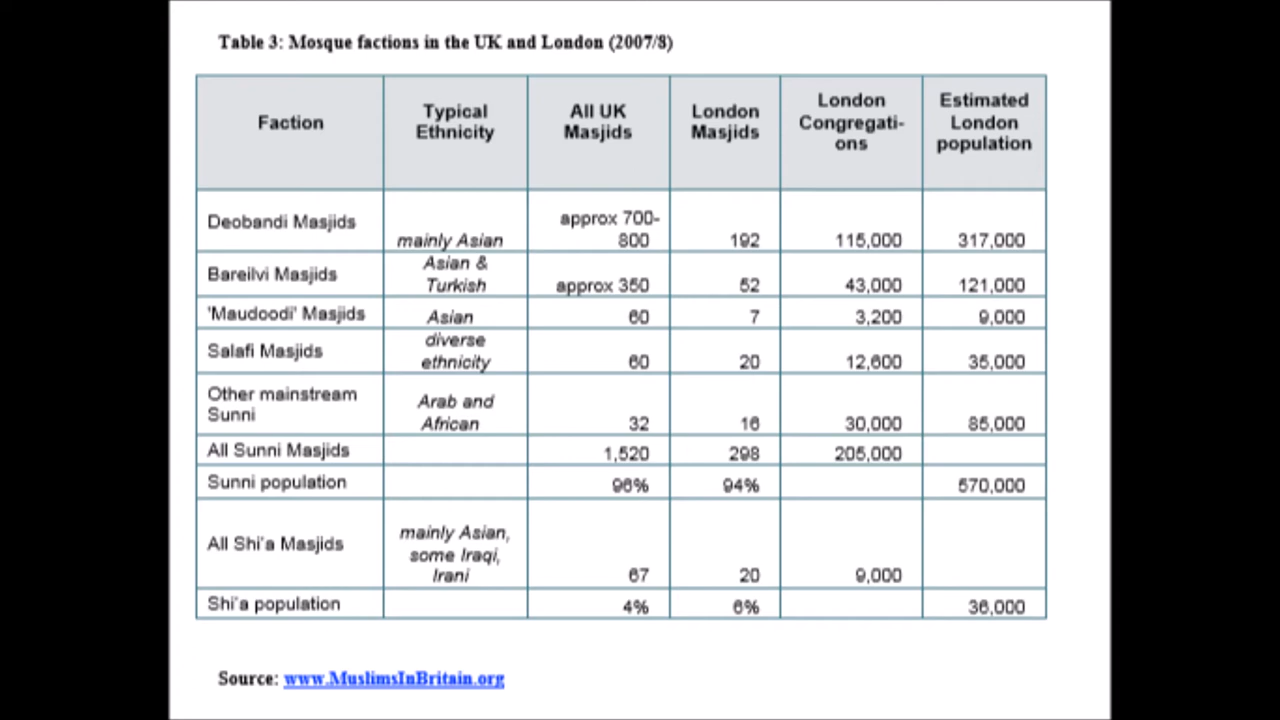 Table 3: Mosque factions in the UK and London (2007/8)
Faction | Typical Ethnicity | All UK Masjids | London Masjids | London Congregati-ons | Estimated London population
Deobandi Masjids | mainly Asian | approx 700-800 | 192 | 115,000 | 317,000
Bareilvi Masjids | Asian & Turkish | approx 350 | 52 | 43,000 | 121,000
'Maudoodi' Masjids | Asian | 60 | 7 | 3,200 | 9,000
Salafi Masjids | diverse ethnicity | 60 | 20 | 12,600 | 35,000
Other mainstream Sunni | Arab and African | 32 | 16 | 30,000 | 85,000
All Sunni Masjids | 1,520 | 298 | 205,000
Sunni population | 96% | 94% | 570,000
All Shi'a Masjids | mainly Asian, some Iraqi, Irani | 67 | 20 | 9,000
Shi'a population | 4% | 6% | 36,000
Source: www.MuslimsInBritain.org